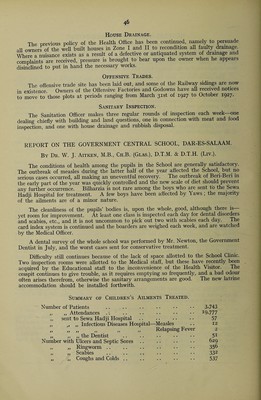 46
House Drainage.
The previous policy of the Health Office has been continued, namely to persuade
all owners of the well built houses in Zone I and II to recondition all faulty drainage.
Where a nuisance exists as a result of a defective or antiquated system of drainage and
complaints are received, pressure is brought to bear upon the owner when he appears
disinclined to put in hand the necessary works.
Offensive Trades.
The offensive trade site has been laid out, and some of the Railway sidings are now
in existence. Owners of the Offensive Factories and Godowns have all received notices
to move to those plots at periods ranging from March 31st of 1927 to October 1927.
Sanitary Inspection.
The Sanitation Officer makes three regular rounds of inspection each week—one
dealing chiefly with building and land questions, one in connection with meat and food
inspection, and one with house drainage and rubbish disposal.
REPORT ON THE GOVERNMENT CENTRAL SCHOOL, DAR-ES-SALAAM.
By Dr. W. J. Aitken, M.B., Ch.B. (Glas.), D.T.M. & D.T.H. (Liv.).
The conditions of health among the pupils in the School are generally satisfactory.
The outbreak of measles during the latter half of the year affected the School, but no
serious cases occurred, all making an uneventful recovery. The outbreak of Beri-Beri in
the early part of the year was quickly controlled and the new scale of diet should prevent
any further occurrence. Bilharzia is not rare among the boys who are sent to the Sewa
Hadji Hospital for treatment. A few boys have been affected by Yaws; the majority
of the ailments are of a minor nature.
The cleanliness of the pupils' bodies is, upon the whole, good, although there is—
yet room for improvement. At least one class is inspected each day for dental disorders
and scabies, etc., and it is not uncommon to pick out two with scabies each day. The
card index system is continued and the boarders are weighed each week, and are watched
by the Medical Officer.
A dental survey of the whole school was performed by Mr. Newton, the Government
Dentist in July, and the worst cases sent for conservative treatment.
Difficulty still continues because of the lack of space allotted to the School Clinic.
Two inspection rooms were allotted to the Medical staff, but these have recently been
acquired by the Educational staff to the inconvenience of the Health Visitor. The
cesspit continues to give trouble, as it requires emptying so frequently, and a bad odour
often arises therefrom, otherwise the sanitary arrangements are good. The new latrine
accommodation should be installed forthwith.
Summary of Children's Ailments Treated.
Number of Patients .. .. .. .. .. 3,743
„ „ Attendances .. .. .. .. .. 19,777
„ sent to Sewa Hadji Hospital .. .. .. .. 57
„ „ „ Infectious Diseases Hospital—Measles .. 12
„ „ „ „ „ „ Relapsing Fever 2
„ „ „ the Dentist .. .. .. .. 51
Number with Ulcers and Septic Sores .. .. .. 629
„ „ Ringworm .. .. .. .. .. 356
„ „ Scabies .. .. .. .. .. 332
„ „ Coughs and Colds .. .. .. .. 537